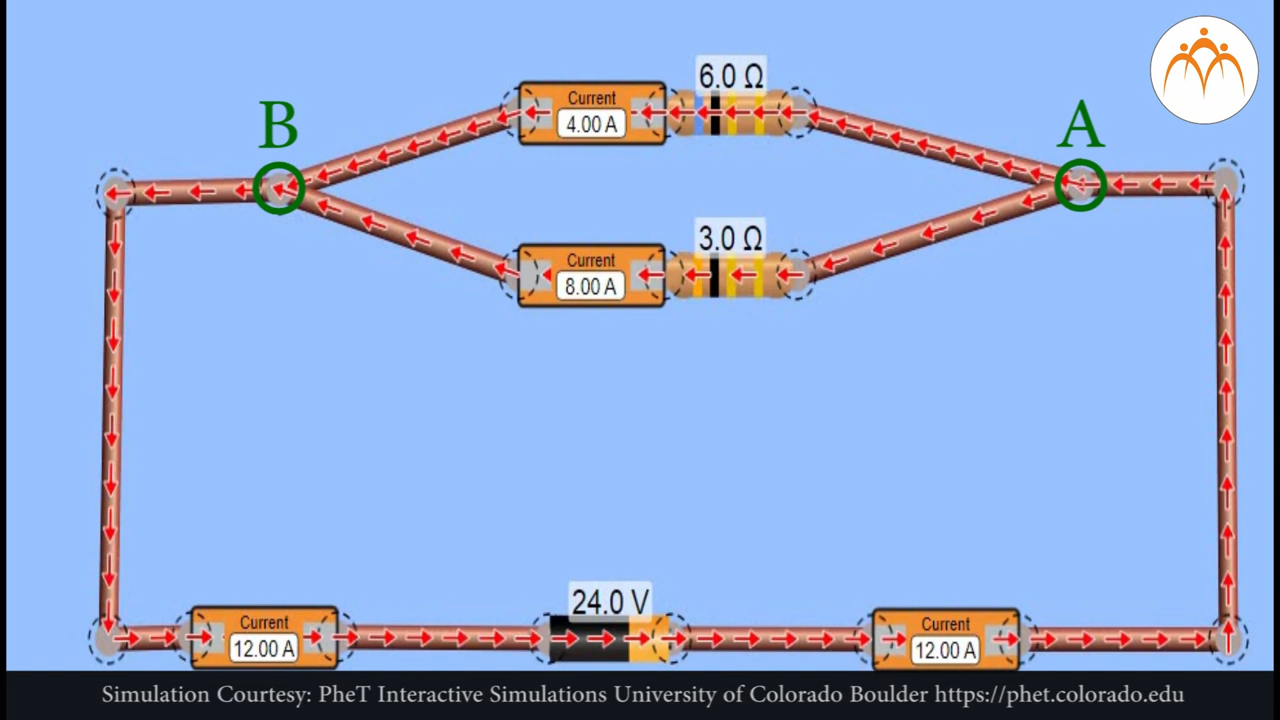 6.0 Ω
Current
4.00 A
B
A
3.0 Ω
Current
8.00 A
24.0 V
Current
12.00 A
Current
12.00 A
Simulation Courtesy: PheT Interactive Simulations University of Colorado Boulder https://phet.colorado.edu